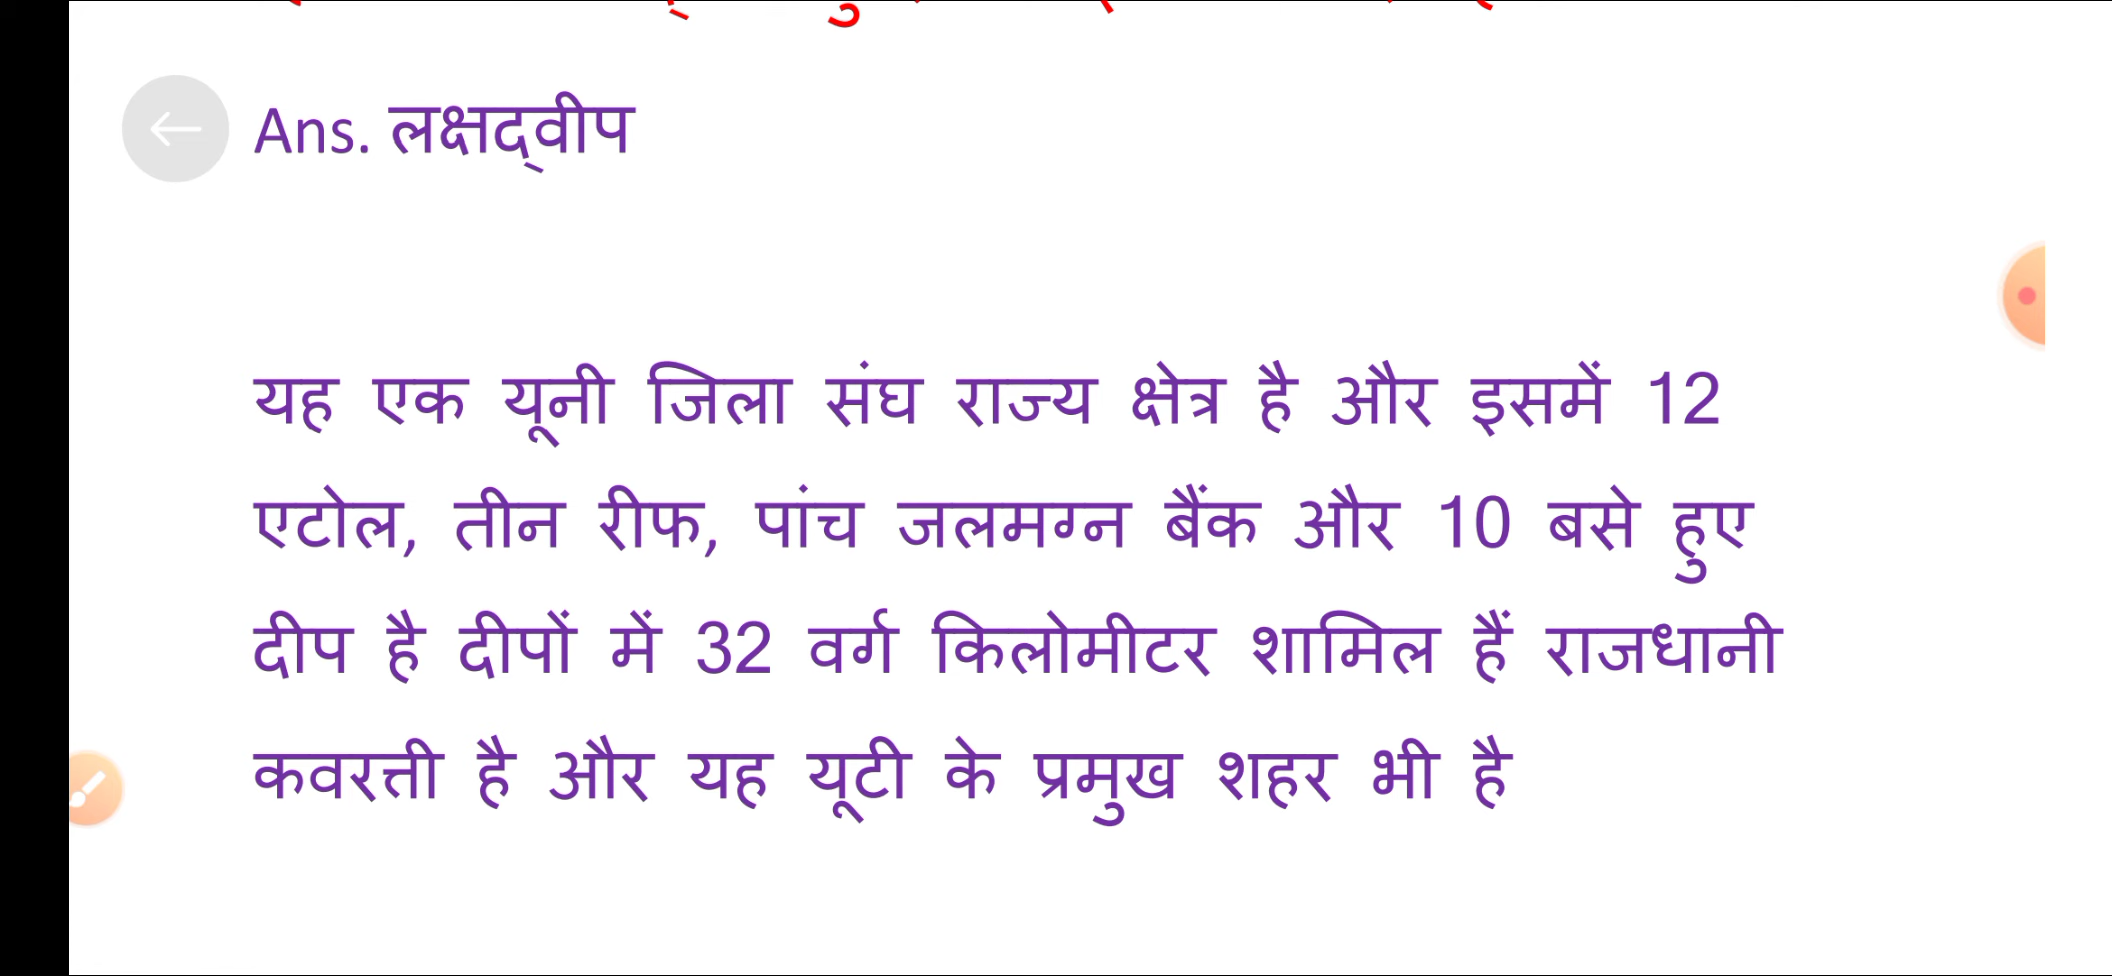 Ans. लक्षद्वीप
यह एक यूनी जिला संघ राज्य क्षेत्र है और इसमें 12
एटोल, तीन रीफ, पांच जलमग्न बैंक और 10 बसे हुए
दीप है दीपों में 32 वर्ग किलोमीटर शामिल हैं राजधानी
कवरत्ती है और यह यूटी के प्रमुख शहर भी है